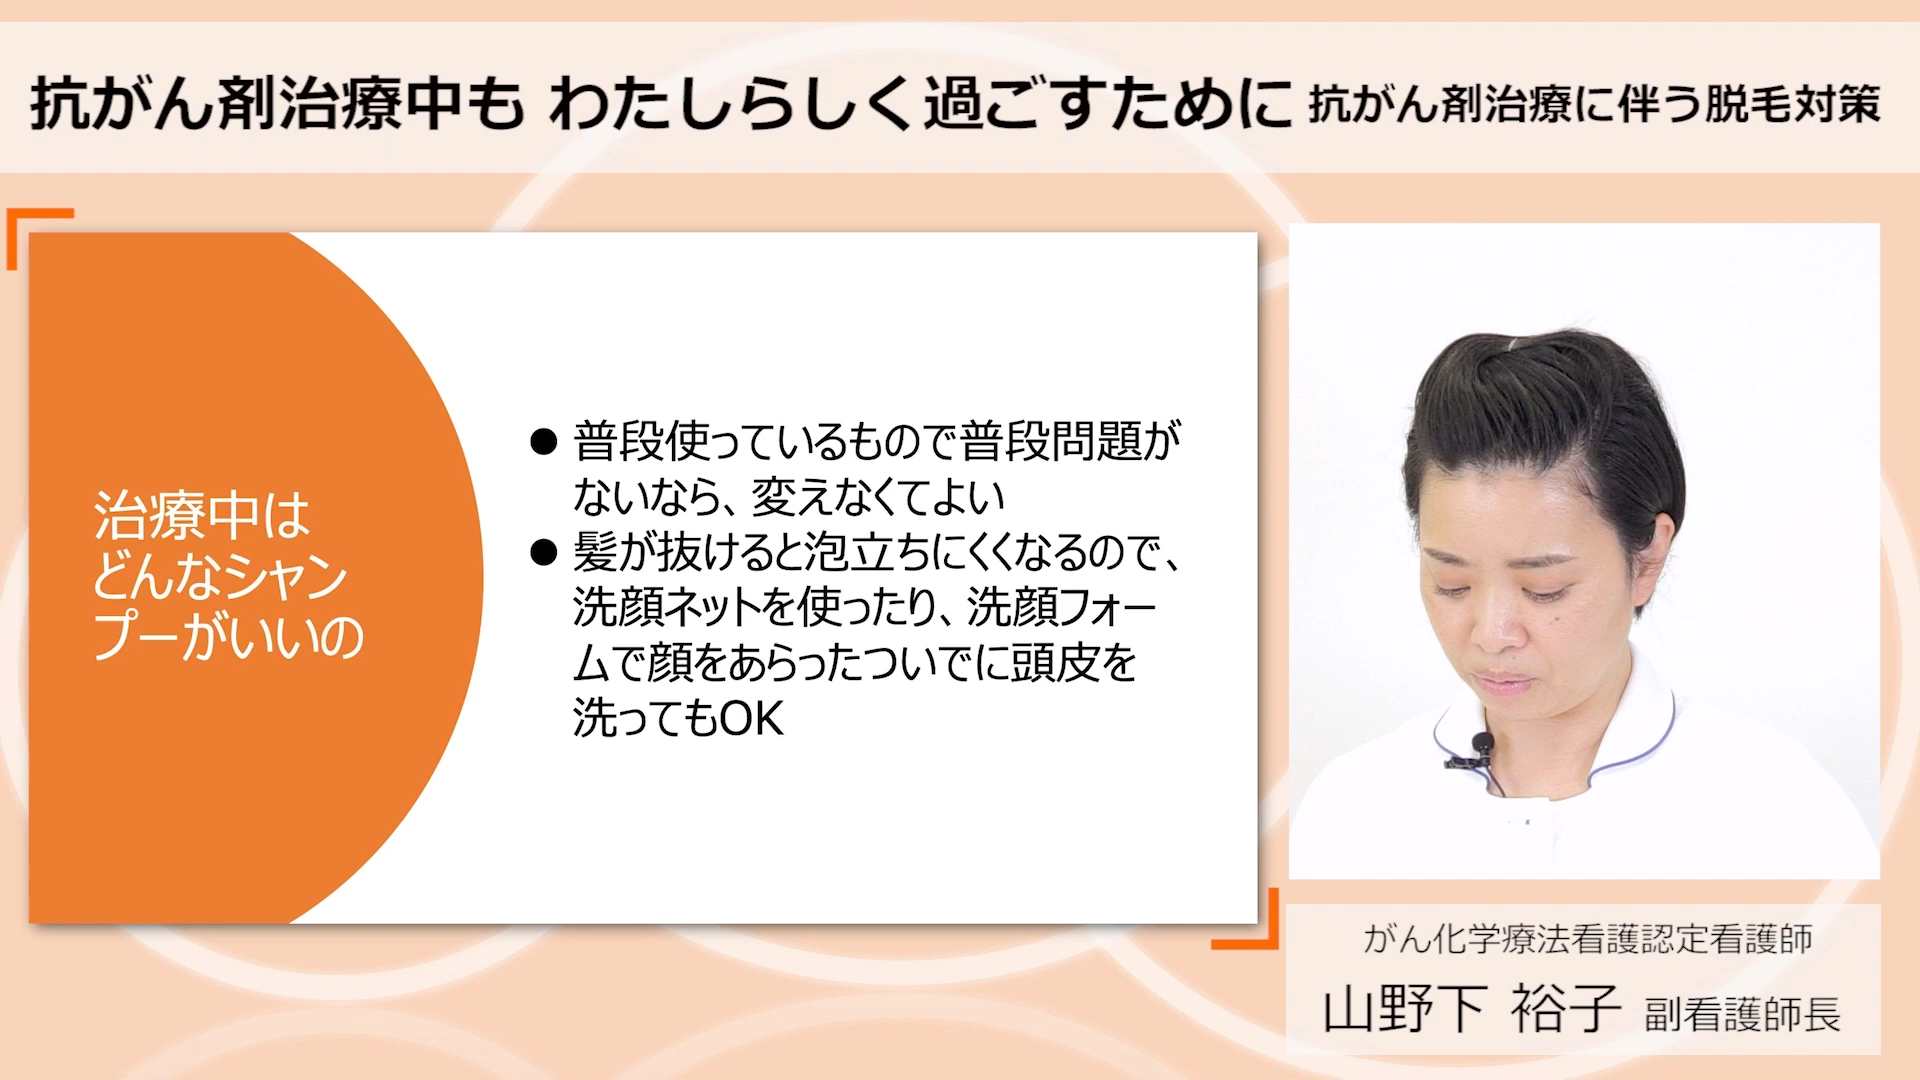 抗がん剤治療中も わたしらしく過ごすために 抗がん剤治療に伴う脱毛対策
治療中は
どんなシャン
プーがいいの
● 普段使っているもので普段問題が
ないなら、変えなくてよい
● 髪が抜けると泡立ちにくくなるので、
洗顔ネットを使ったり、洗顔フォー
ムで顔をあらったついでに頭皮を
洗ってもOK
がん化学療法看護認定看護師
山野下 裕子 副看護師長